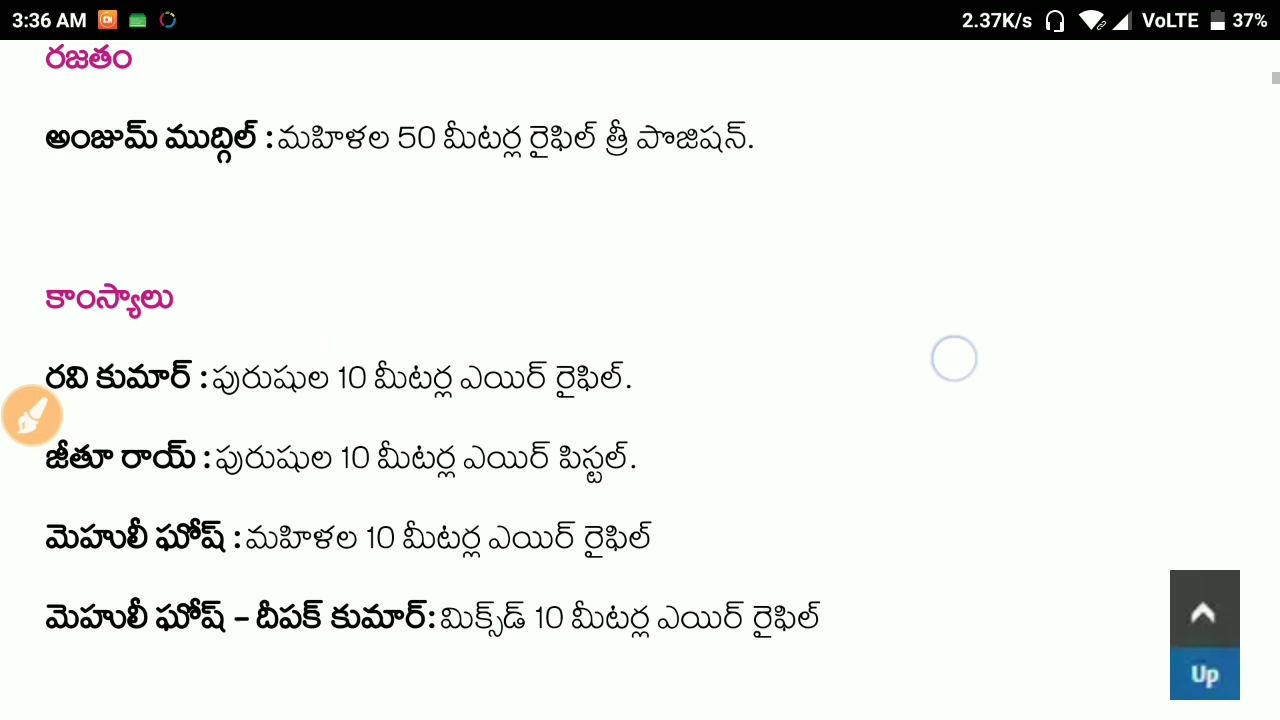 3:36 AM 2.37K/s VoLTE 37%
రజతం
అంజుమ్ ముద్గిల్ : మహిళల 50 మీటర్ల రైఫిల్ త్రీ పొజిషన్.
కాంస్యాలు
రవి కుమార్ : పురుషుల 10 మీటర్ల ఎయిర్ రైఫిల్.
జీతూ రాయ్ : పురుషుల 10 మీటర్ల ఎయిర్ పిస్టల్.
మెహులీ ఘోష్ : మహిళల 10 మీటర్ల ఎయిర్ రైఫిల్
మెహులీ ఘోష్ – దీపక్ కుమార్: మిక్స్‌డ్ 10 మీటర్ల ఎయిర్ రైఫిల్
Up